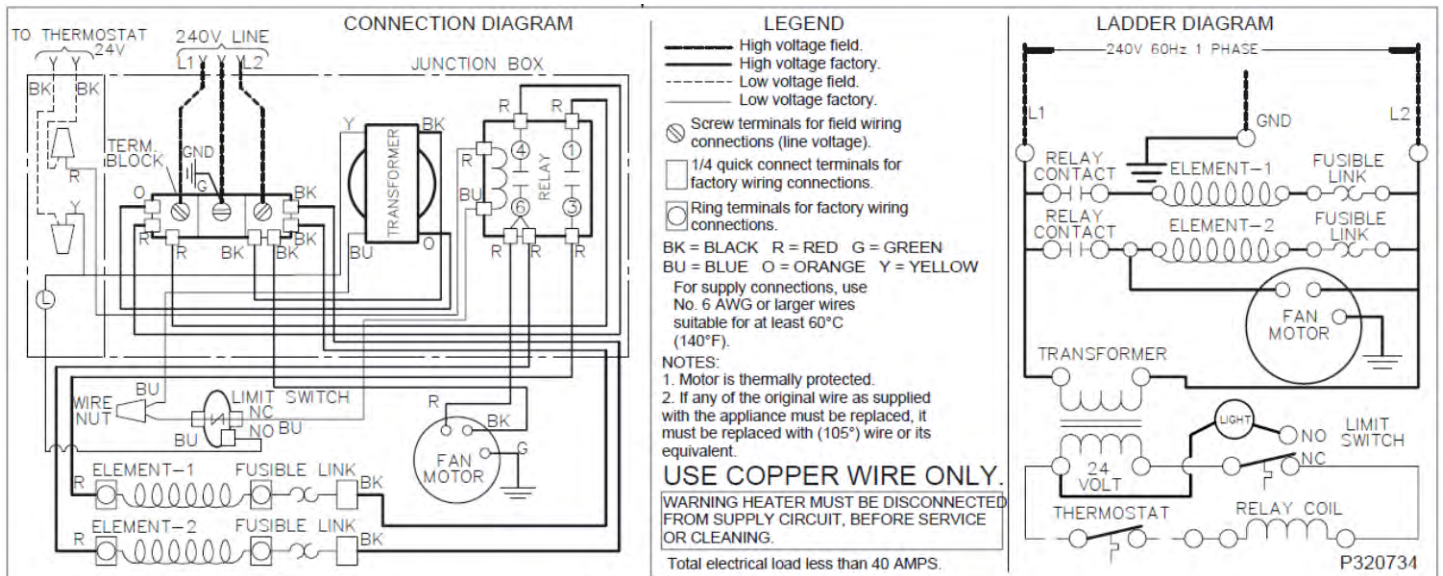 CONNECTION DIAGRAM
TO THERMOSTAT
24V
240V LINE
L1 L2
JUNCTION BOX
BK BK
R
Y
TERM.
BLOCK
GND
G
O
BK
R
R
BK
BK
BK
Y
BK
TRANSFORMER
BU
O
R
R
R
BU
4
1
6
3
RELAY
R
R
R
L
WIRE
NUT
BU
LIMIT SWITCH
NC
NO
BU
BU
R
BK
G
FAN
MOTOR
ELEMENT-1
FUSIBLE LINK
R
BK
ELEMENT-2
FUSIBLE LINK
R
BK
LEGEND
High voltage field.
High voltage factory.
Low voltage field.
Low voltage factory.
Screw terminals for field wiring
connections (line voltage).
1/4 quick connect terminals for
factory wiring connections.
Ring terminals for factory wiring
connections.
BK = BLACK R = RED G = GREEN
BU = BLUE O = ORANGE Y = YELLOW
For supply connections, use
No. 6 AWG or larger wires
suitable for at least 60°C
(140°F).
NOTES:
1. Motor is thermally protected.
2. If any of the original wire as supplied
with the appliance must be replaced, it
must be replaced with (105°) wire or its
equivalent.
USE COPPER WIRE ONLY.
WARNING HEATER MUST BE DISCONNECTED
FROM SUPPLY CIRCUIT, BEFORE SERVICE
OR CLEANING.
Total electrical load less than 40 AMPS.
LADDER DIAGRAM
240V 60Hz 1 PHASE
L1
GND
L2
RELAY
CONTACT
ELEMENT-1
FUSIBLE
LINK
RELAY
CONTACT
ELEMENT-2
FUSIBLE
LINK
FAN
MOTOR
TRANSFORMER
LIGHT
NO
LIMIT
SWITCH
NC
24
VOLT
THERMOSTAT
RELAY COIL
P320734